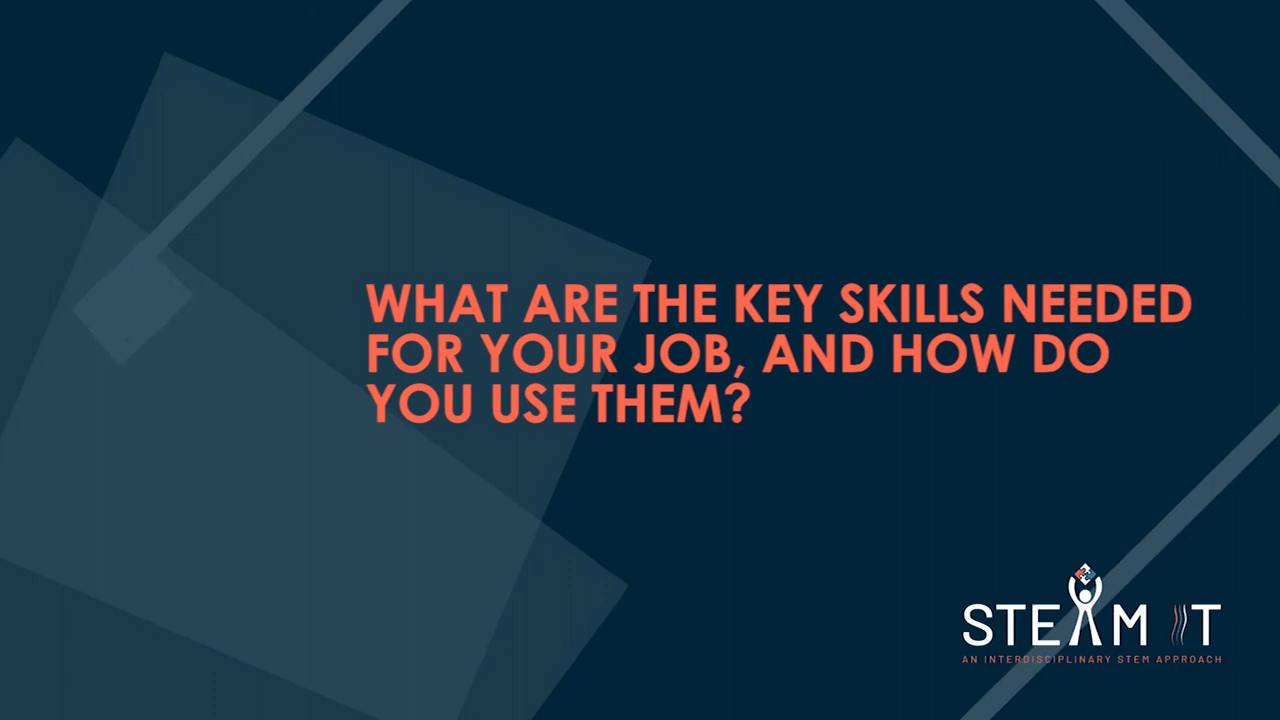 WHAT ARE THE KEY SKILLS NEEDED
FOR YOUR JOB, AND HOW DO
YOU USE THEM?
STEAM IT
AN INTERDISCIPLINARY STEM APPROACH